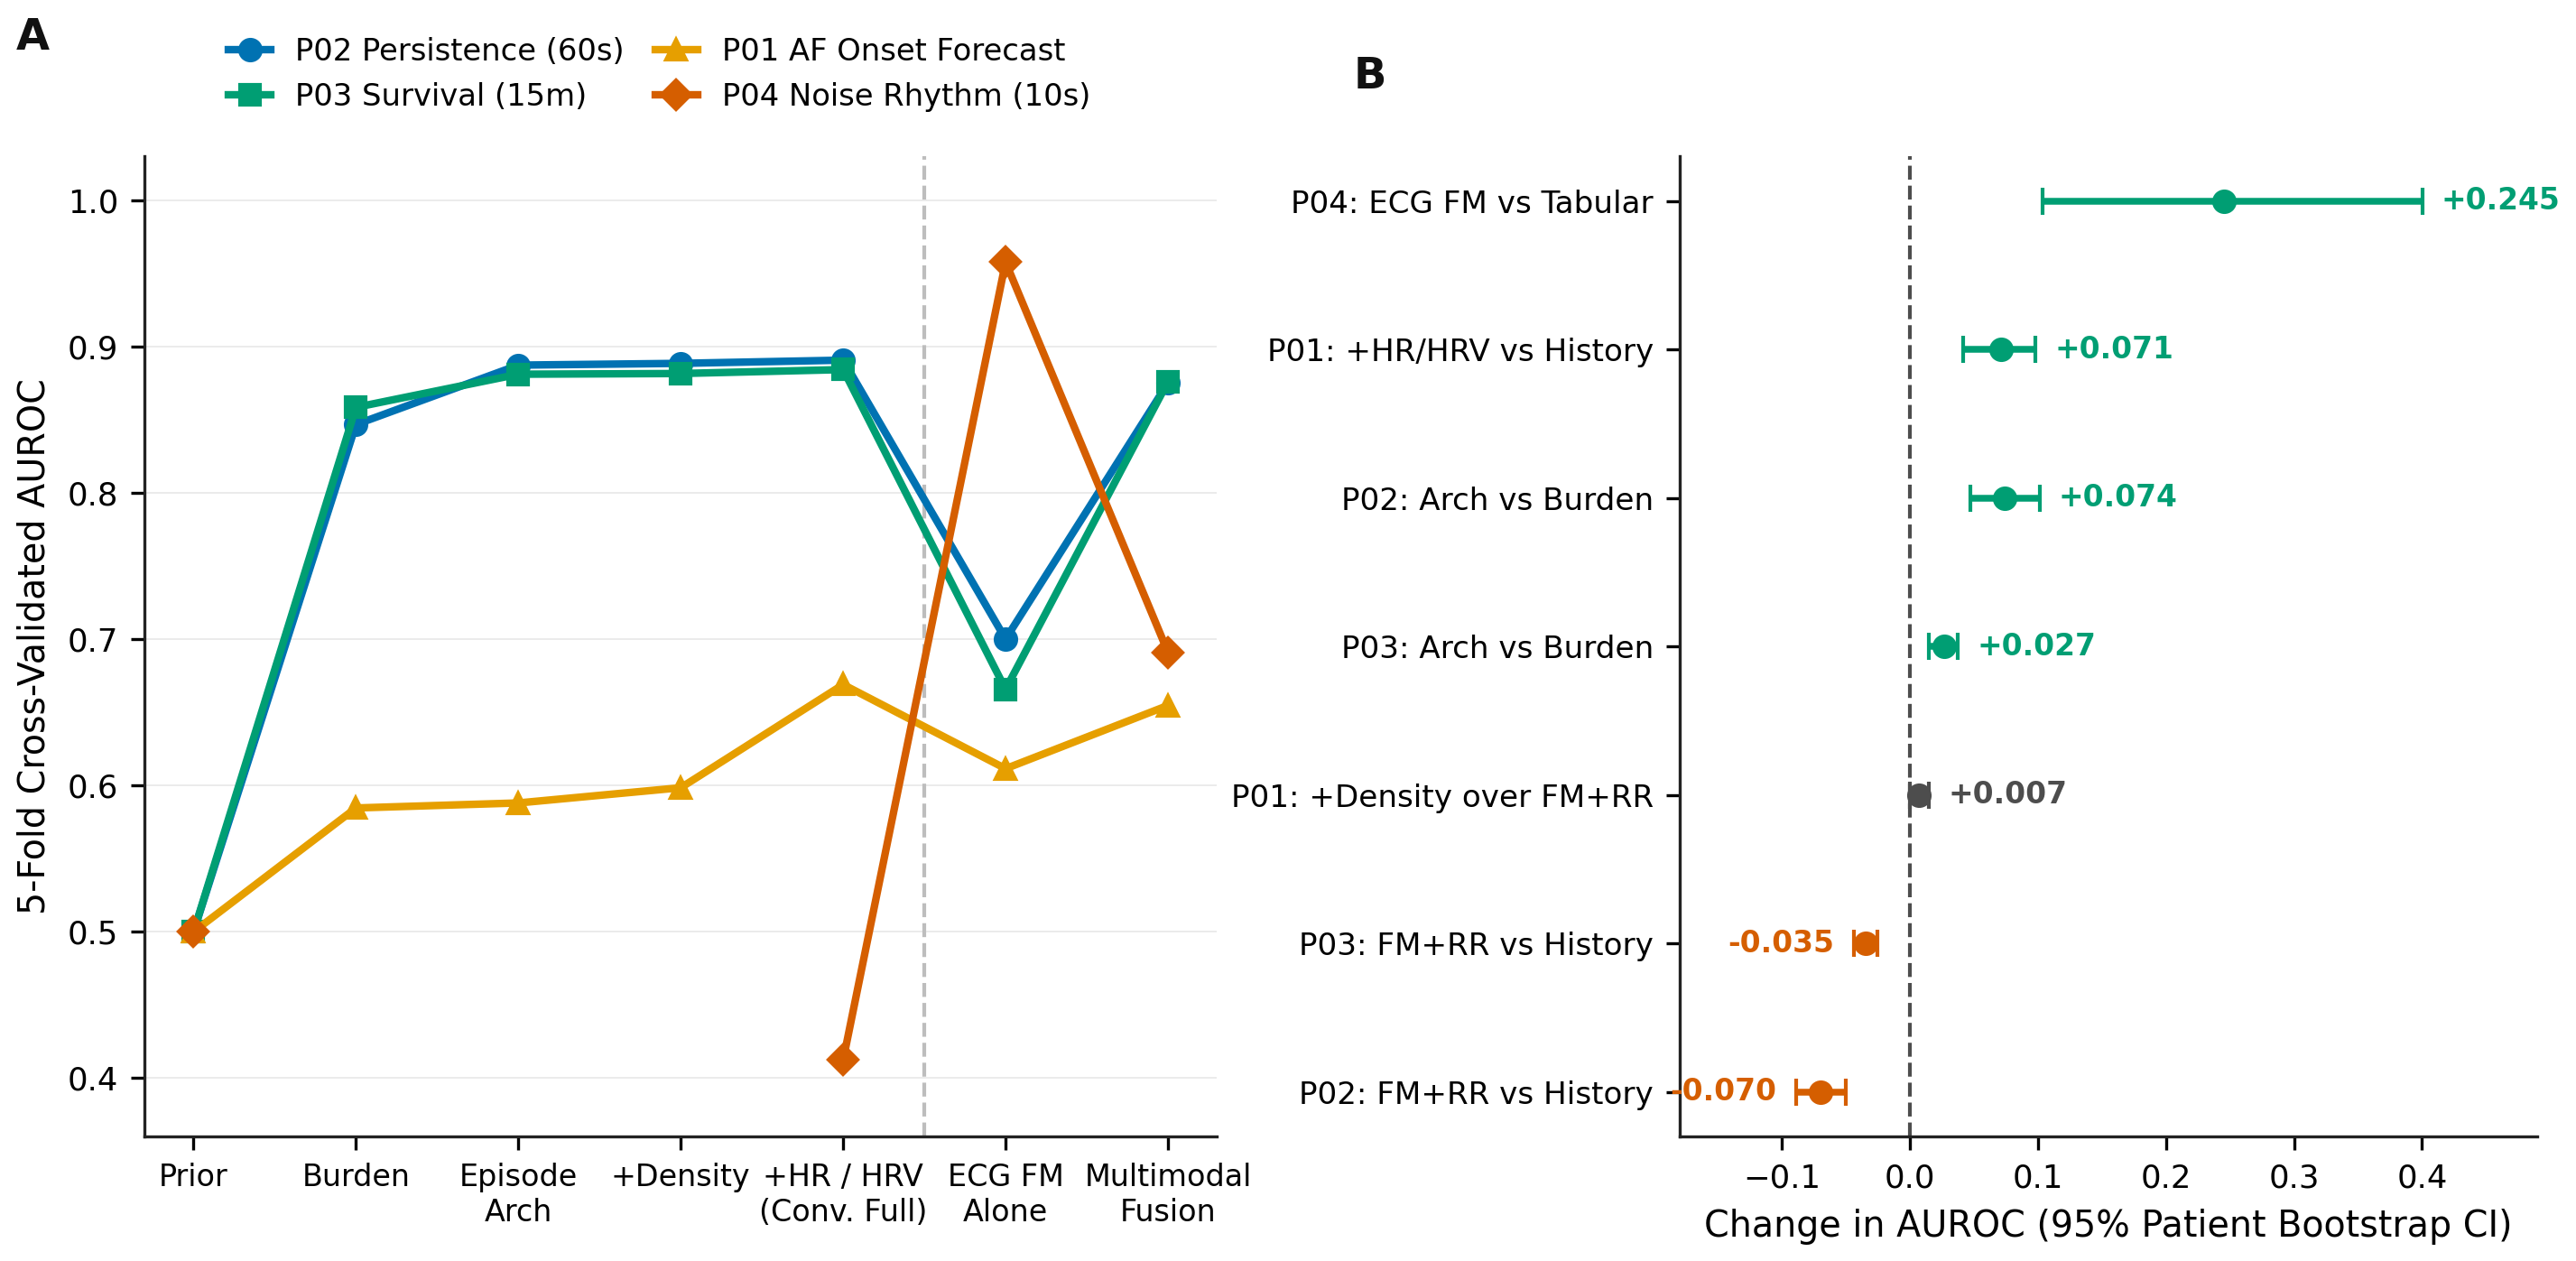 A
P02 Persistence (60s)
P03 Survival (15m)
P01 AF Onset Forecast
P04 Noise Rhythm (10s)
5-Fold Cross-Validated AUROC
1.0
0.9
0.8
0.7
0.6
0.5
0.4
Prior
Burden
Episode
Arch
+Density
+HR / HRV
(Conv. Full)
ECG FM
Alone
Multimodal
Fusion
B
P04: ECG FM vs Tabular
+0.245
P01: +HR/HRV vs History
+0.071
P02: Arch vs Burden
+0.074
P03: Arch vs Burden
+0.027
P01: +Density over FM+RR
+0.007
P03: FM+RR vs History
-0.035
P02: FM+RR vs History
-0.070
−0.1
0.0
0.1
0.2
0.3
0.4
Change in AUROC (95% Patient Bootstrap CI)